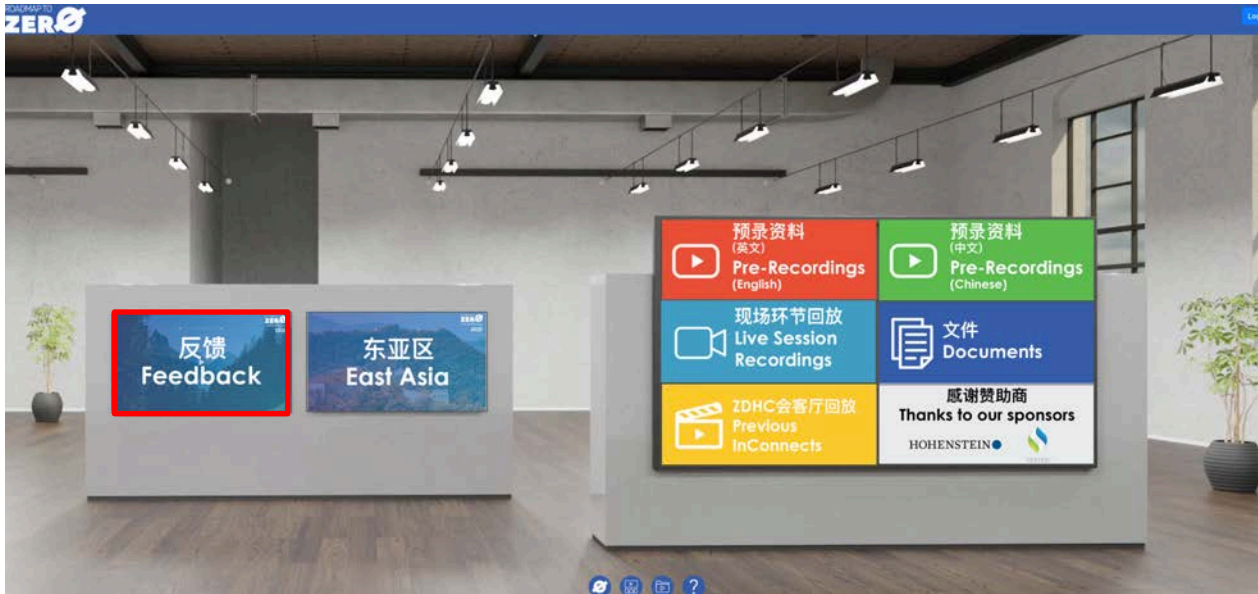 ROADMAP TO
ZERO
反馈
Feedback
东亚区
East Asia
预录资料
(英文)
Pre-Recordings
(English)
预录资料
(中文)
Pre-Recordings
(Chinese)
现场环节回放
Live Session
Recordings
文件
Documents
ZDHC会客厅回放
Previous
InConnects
感谢赞助商
Thanks to our sponsors
HOHENSTEIN
?